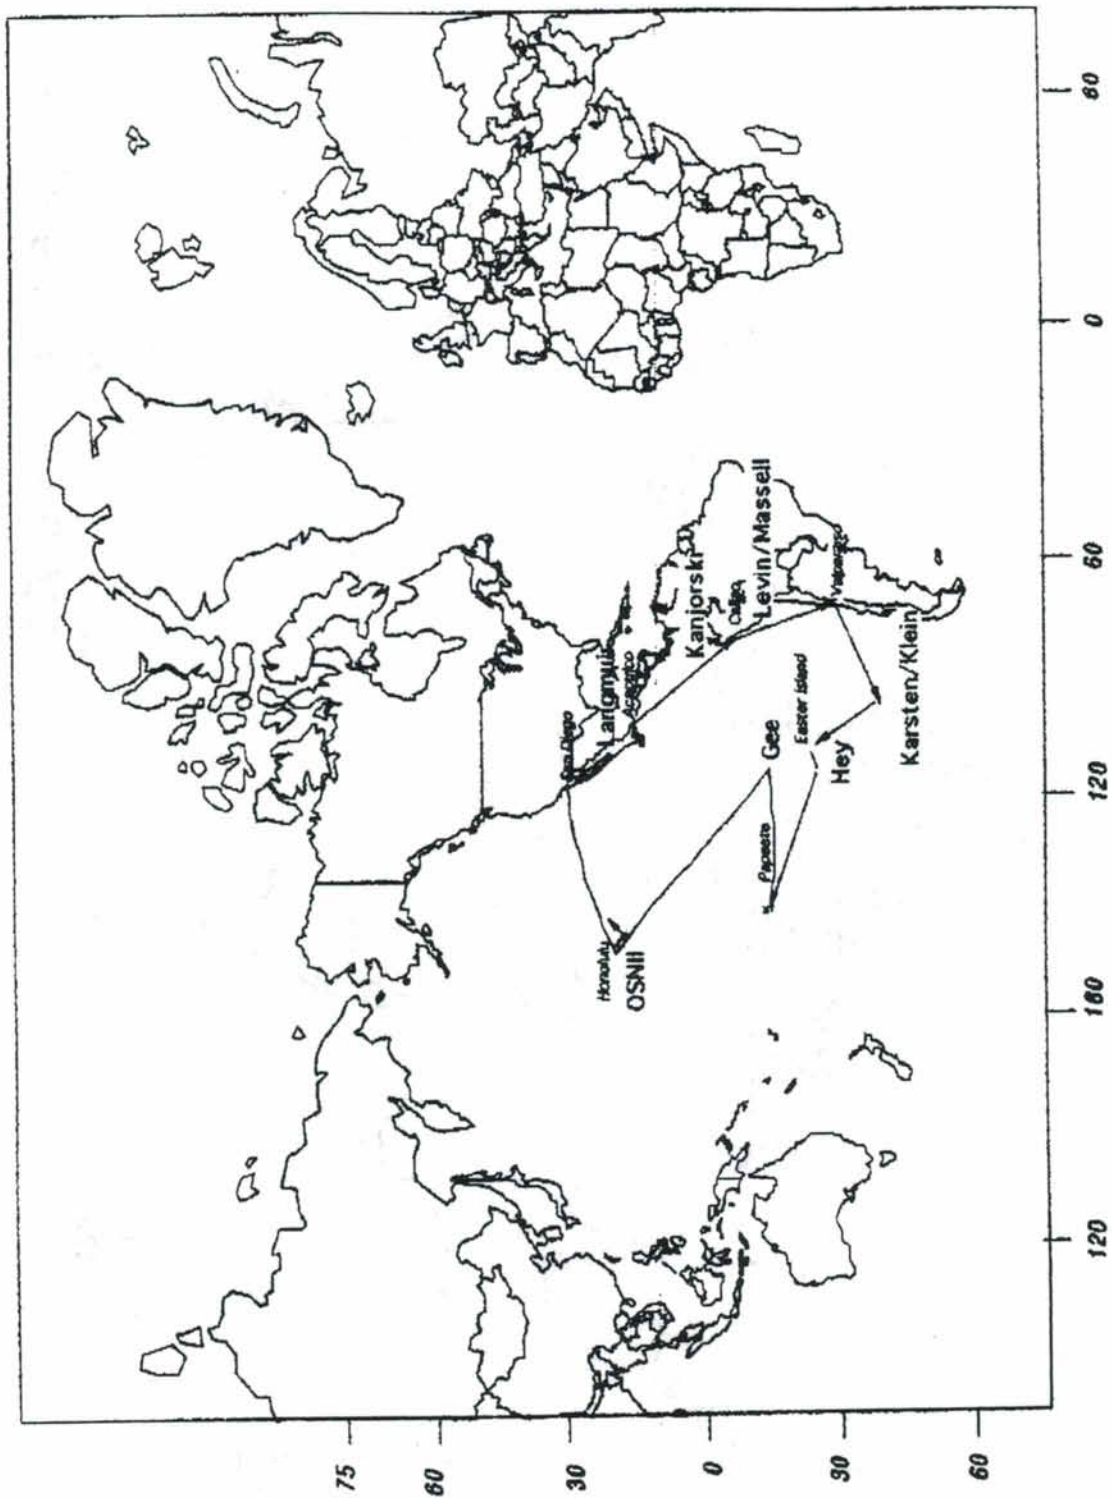 San Diego
Langmuir
Acapulco
Kanjorski
Callao
Levin/Massell
Valparaiso
Honolulu
OSNII
Gee
Papeete
Easter Island
Hey
Karsten/Klein
75
60
30
0
30
60
120
160
120
60
0
60